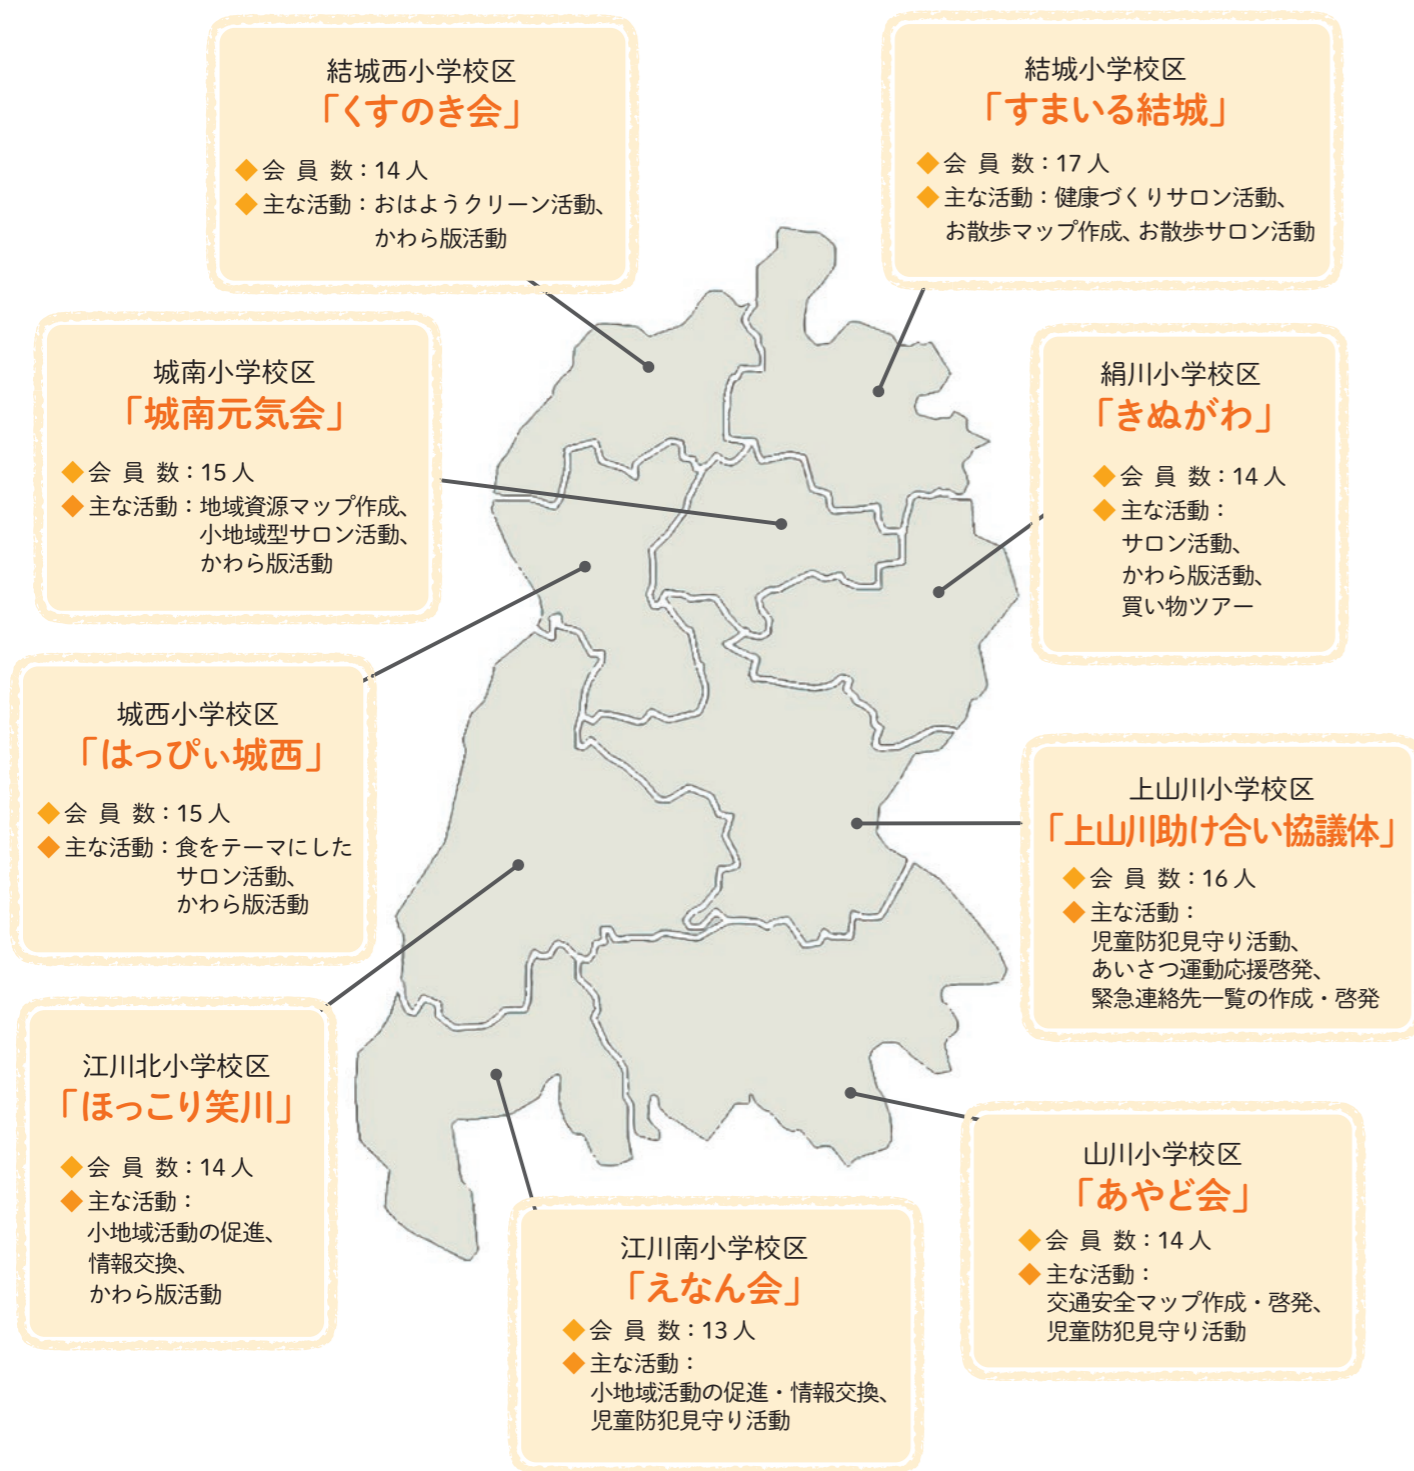 結城西小学校区
「くすのき会」
◆会員数：14人
◆主な活動：おはようクリーン活動、
かわら版活動
結城小学校区
「すまいる結城」
◆会員数：17人
◆主な活動：健康づくりサロン活動、
お散歩マップ作成、お散歩サロン活動
城南小学校区
「城南元気会」
◆会員数：15人
◆主な活動：地域資源マップ作成、
小地域型サロン活動、
かわら版活動
絹川小学校区
「きぬがわ」
◆会員数：14人
◆主な活動：
サロン活動、
かわら版活動、
買い物ツアー
城西小学校区
「はっぴぃ城西」
◆会員数：15人
◆主な活動：食をテーマにした
サロン活動、
かわら版活動
上山川小学校区
「上山川助け合い協議体」
◆会員数：16人
◆主な活動：
児童防犯見守り活動、
あいさつ運動応援啓発、
緊急連絡先一覧の作成・啓発
江川北小学校区
「ほっこり笑川」
◆会員数：14人
◆主な活動：
小地域活動の促進、
情報交換、
かわら版活動
江川南小学校区
「えなん会」
◆会員数：13人
◆主な活動：
小地域活動の促進・情報交換、
児童防犯見守り活動
山川小学校区
「あやど会」
◆会員数：14人
◆主な活動：
交通安全マップ作成・啓発、
児童防犯見守り活動